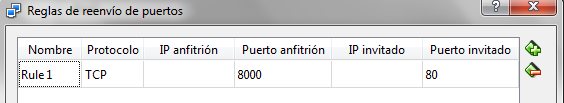 Reglas de reenvío de puertos
Nombre Protocolo IP anfitrión Puerto anfitrión IP invitado Puerto invitado
Rule 1 TCP 8000 80